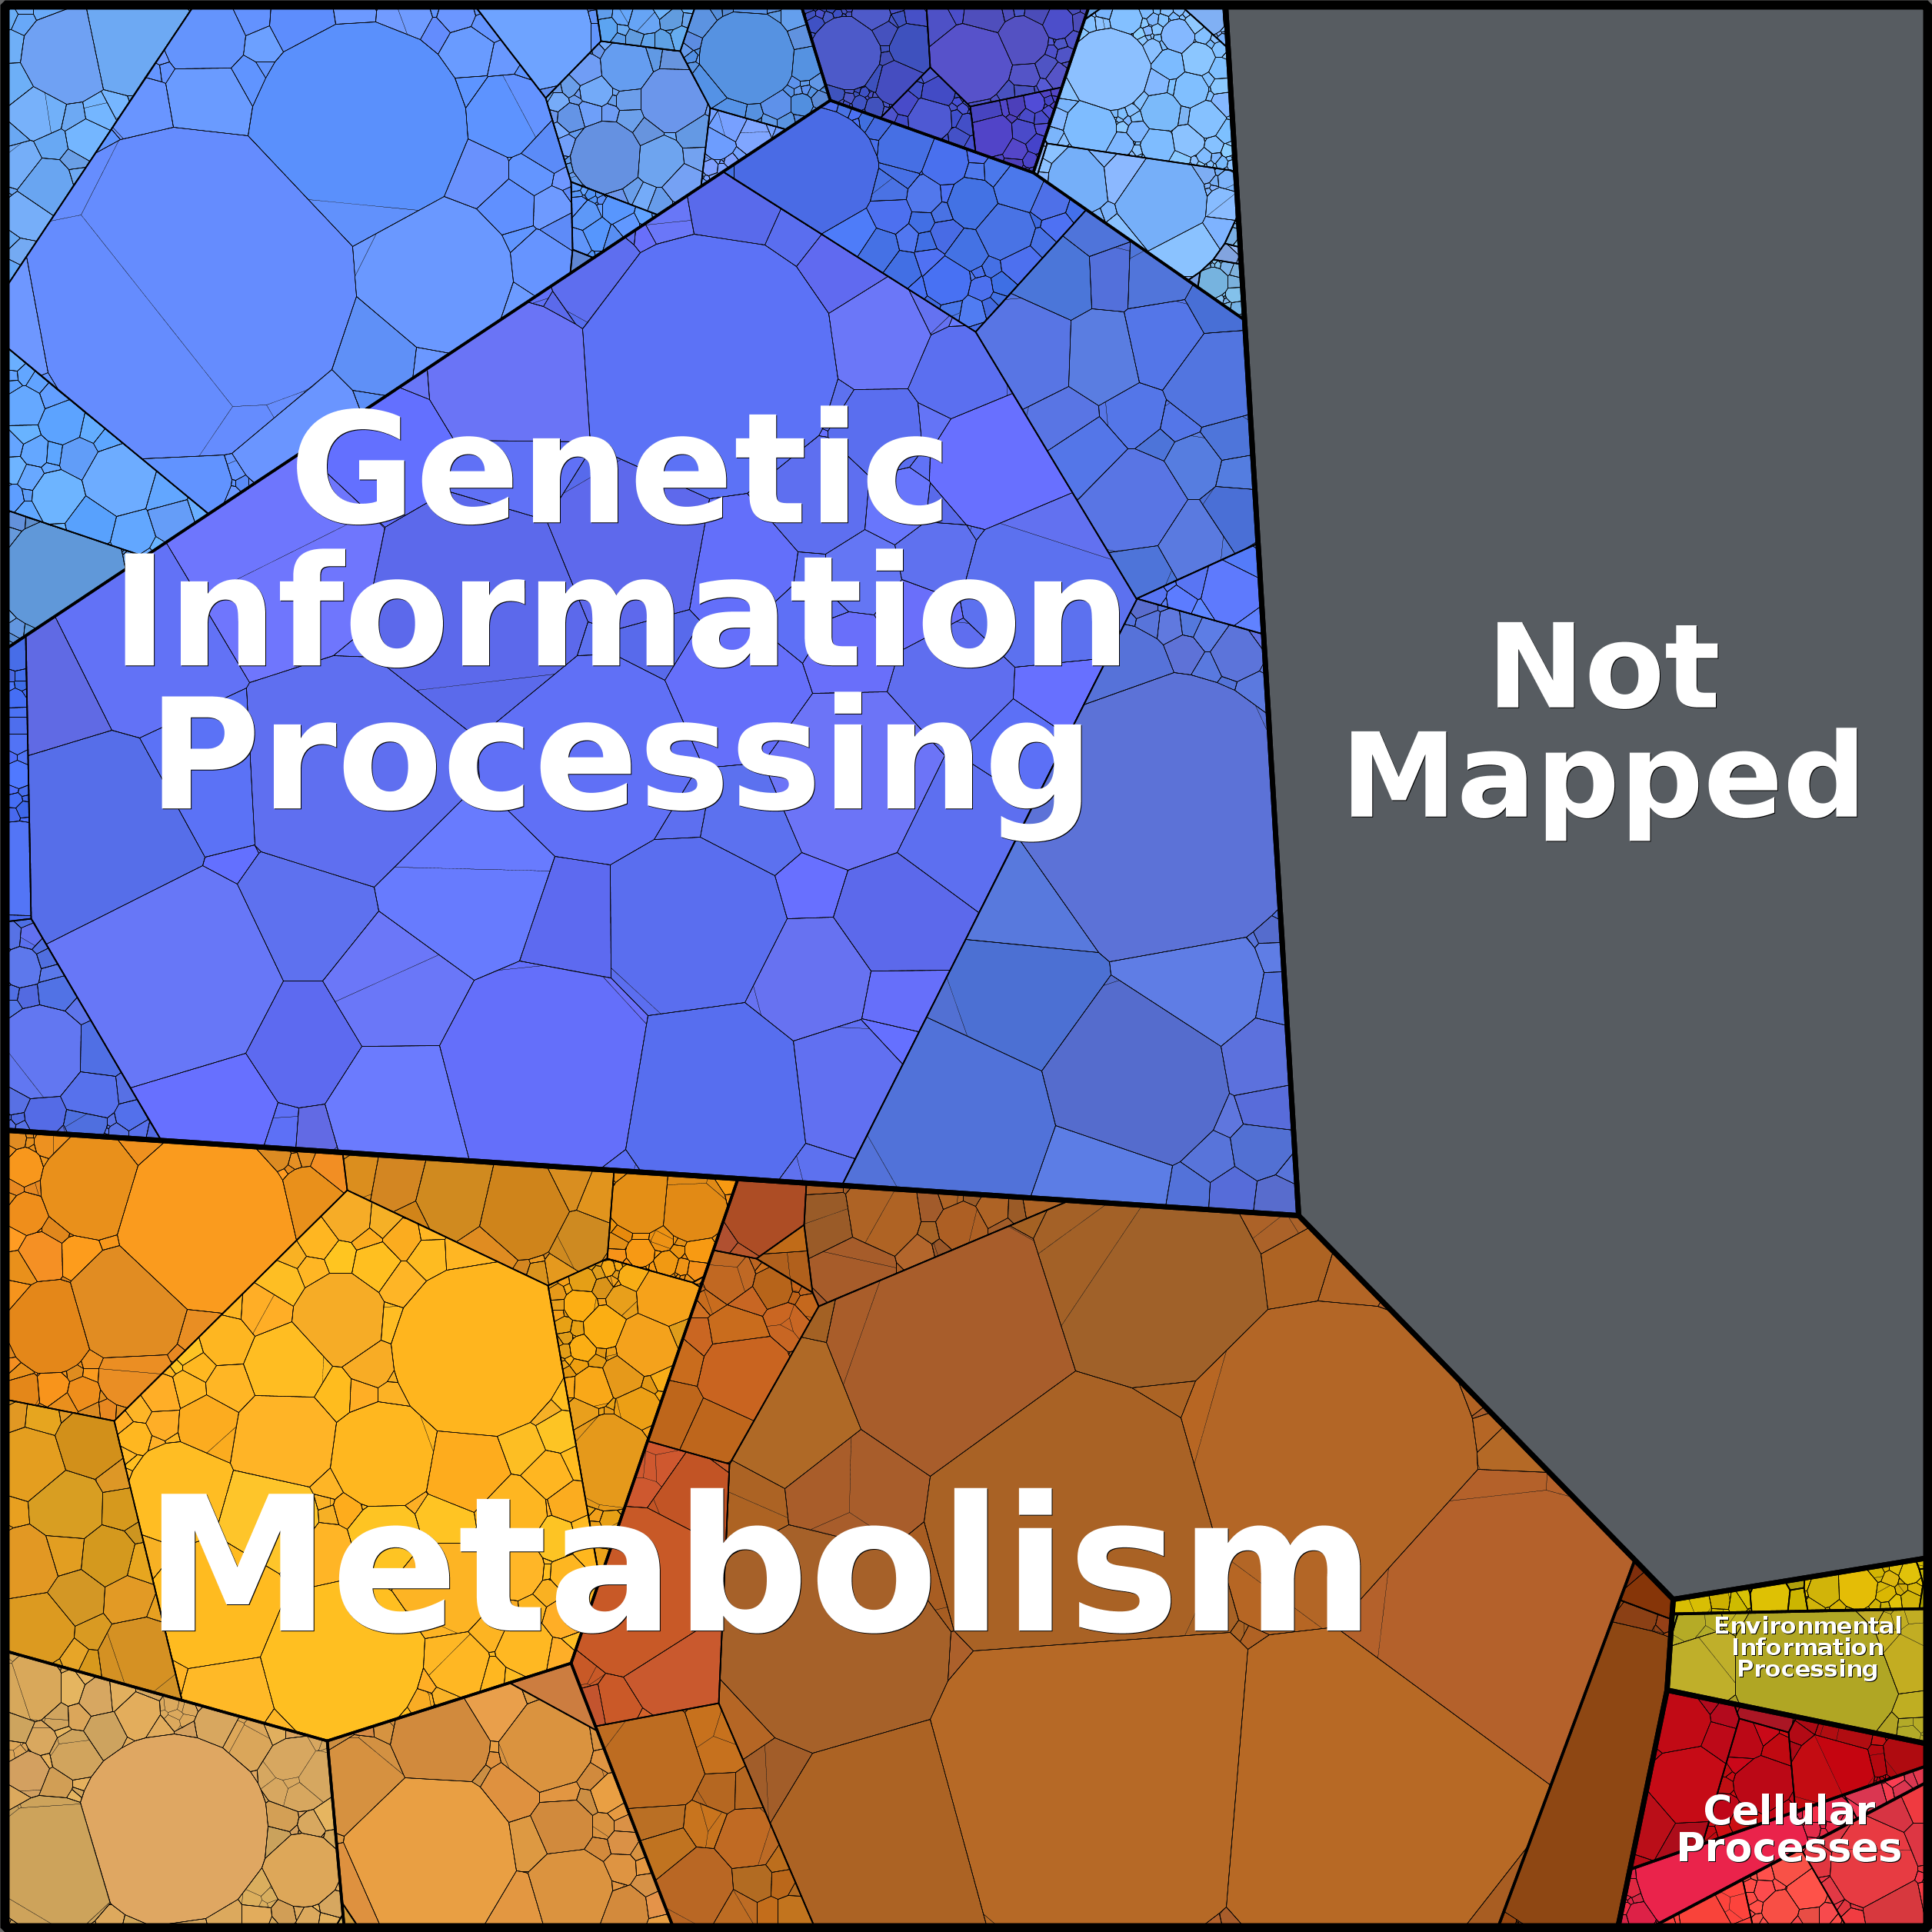 Genetic
Information
Processing
Not
Mapped
Metabolism
Environmental
Information
Processing
Cellular
Processes